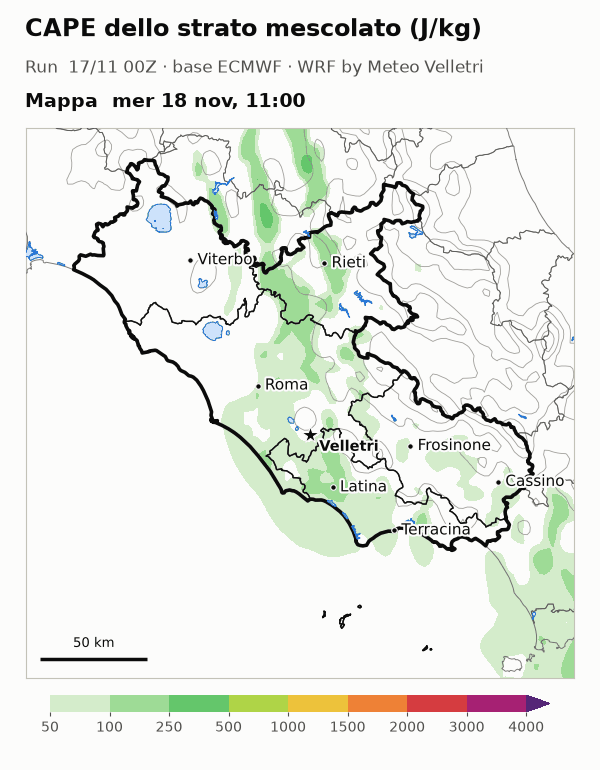 CAPE dello strato mescolato (J/kg)
Run  17/11 00Z · base ECMWF · WRF by Meteo Velletri
Mappa  mer 18 nov, 11:00
Viterbo
Rieti
Roma
Velletri
Frosinone
Latina
Cassino
Terracina
50 km
50 100 250 500 1000 1500 2000 3000 4000